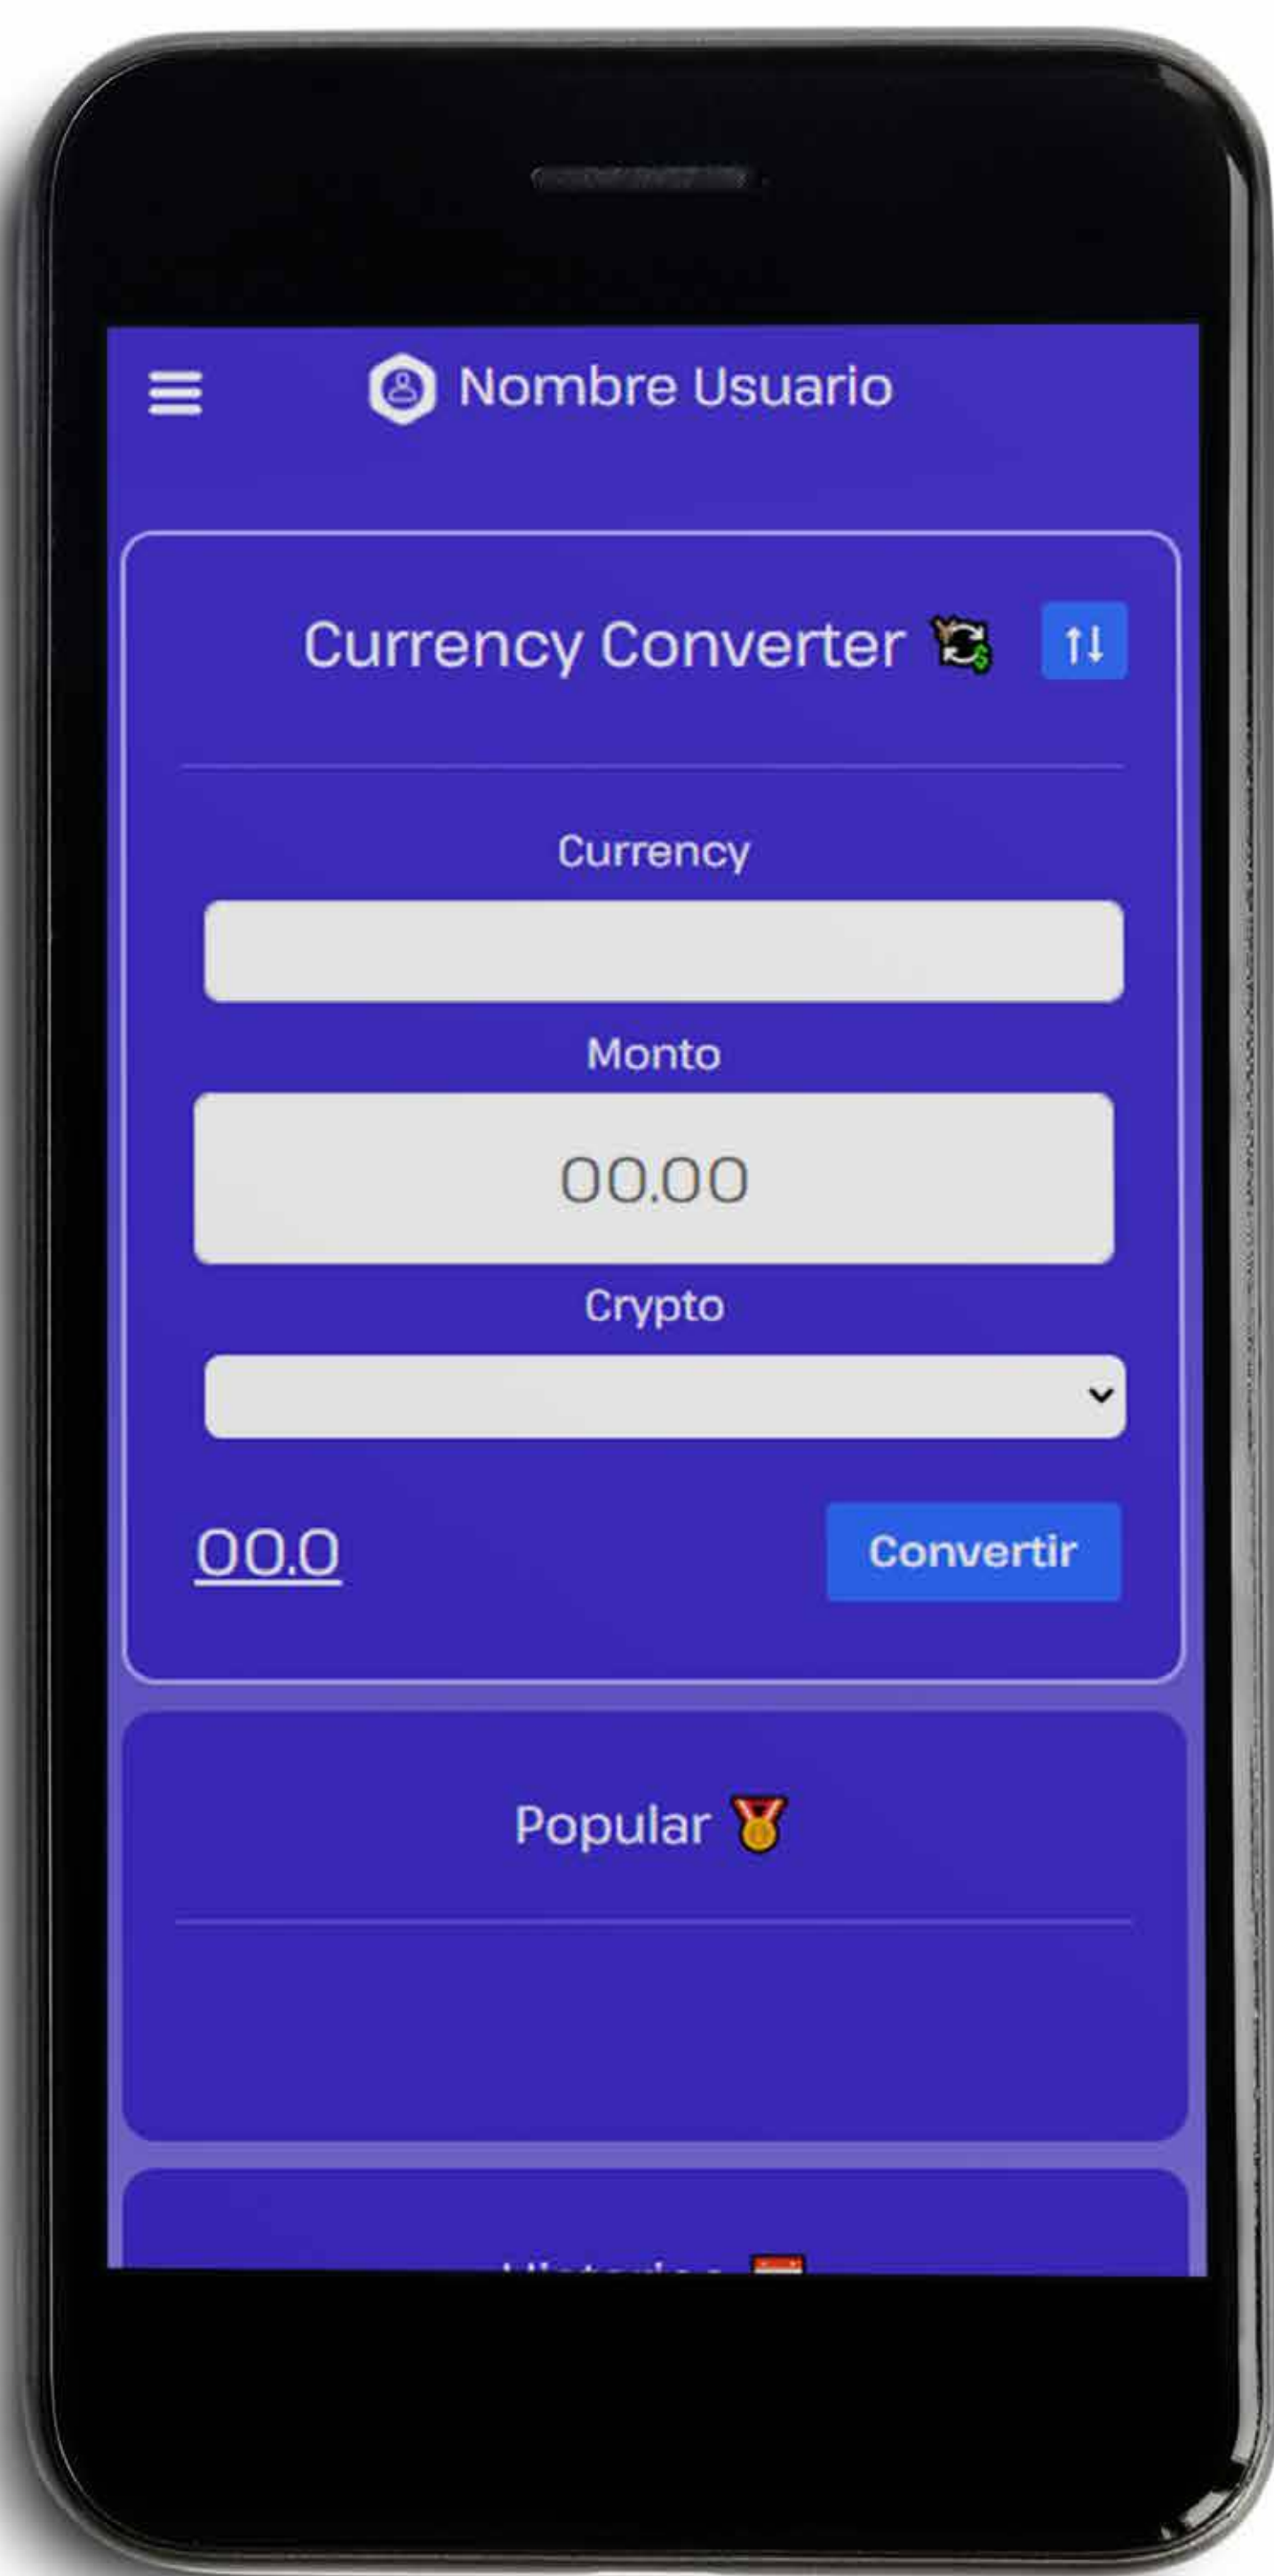 Nombre Usuario
Currency Converter
Currency
Monto
00.00
Crypto
00.0
Convertir
Popular